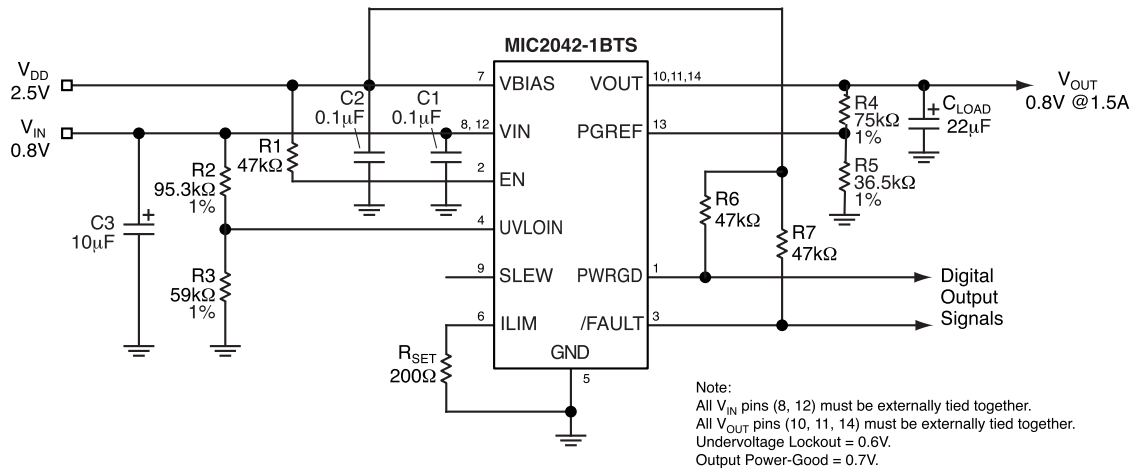 MIC2042-1BTS
VDD
2.5V
VIN
0.8V
7
VBIAS
8, 12
VIN
2
EN
4
UVLOIN
9
SLEW
6
ILIM
GND
5
VOUT
10,11,14
PGREF
13
PWRGD
1
/FAULT
3
C2
0.1µF
C1
0.1µF
R1
47kΩ
R2
95.3kΩ
1%
C3
+
10µF
R3
59kΩ
1%
RSET
200Ω
R4
75kΩ
1%
R5
36.5kΩ
1%
+
CLOAD
22µF
VOUT
0.8V @1.5A
R6
47kΩ
R7
47kΩ
Digital
Output
Signals
Note:
All VIN pins (8, 12) must be externally tied together.
All VOUT pins (10, 11, 14) must be externally tied together.
Undervoltage Lockout = 0.6V.
Output Power-Good = 0.7V.